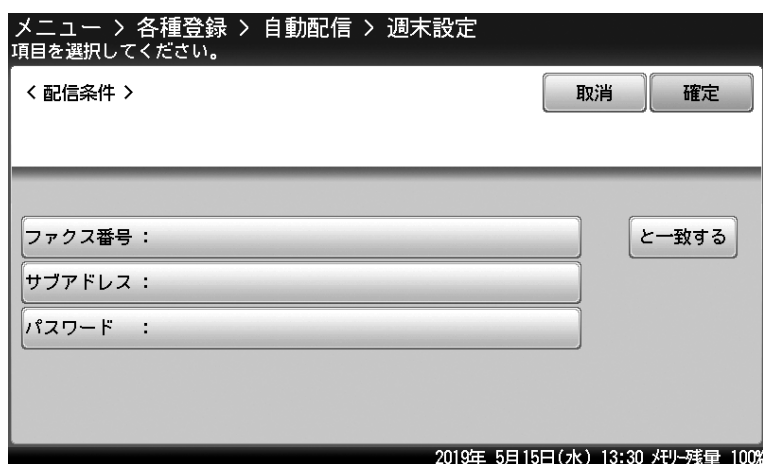 メニュー > 各種登録 > 自動配信 > 週末設定
項目を選択してください。
< 配信条件 >
取消
確定
ファクス番号 :
と一致する
サブアドレス :
パスワード :
2019年 5月15日(水) 13:30 ﾒﾓﾘｰ残量 100%